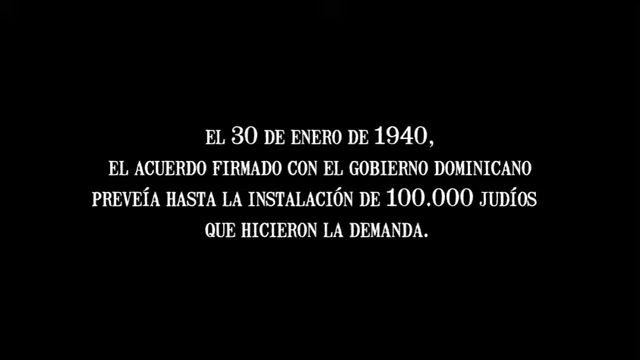 EL 30 DE ENERO DE 1940,
EL ACUERDO FIRMADO CON EL GOBIERNO DOMINICANO
PREVEÍA HASTA LA INSTALACIÓN DE 100.000 JUDÍOS
QUE HICIERON LA DEMANDA.